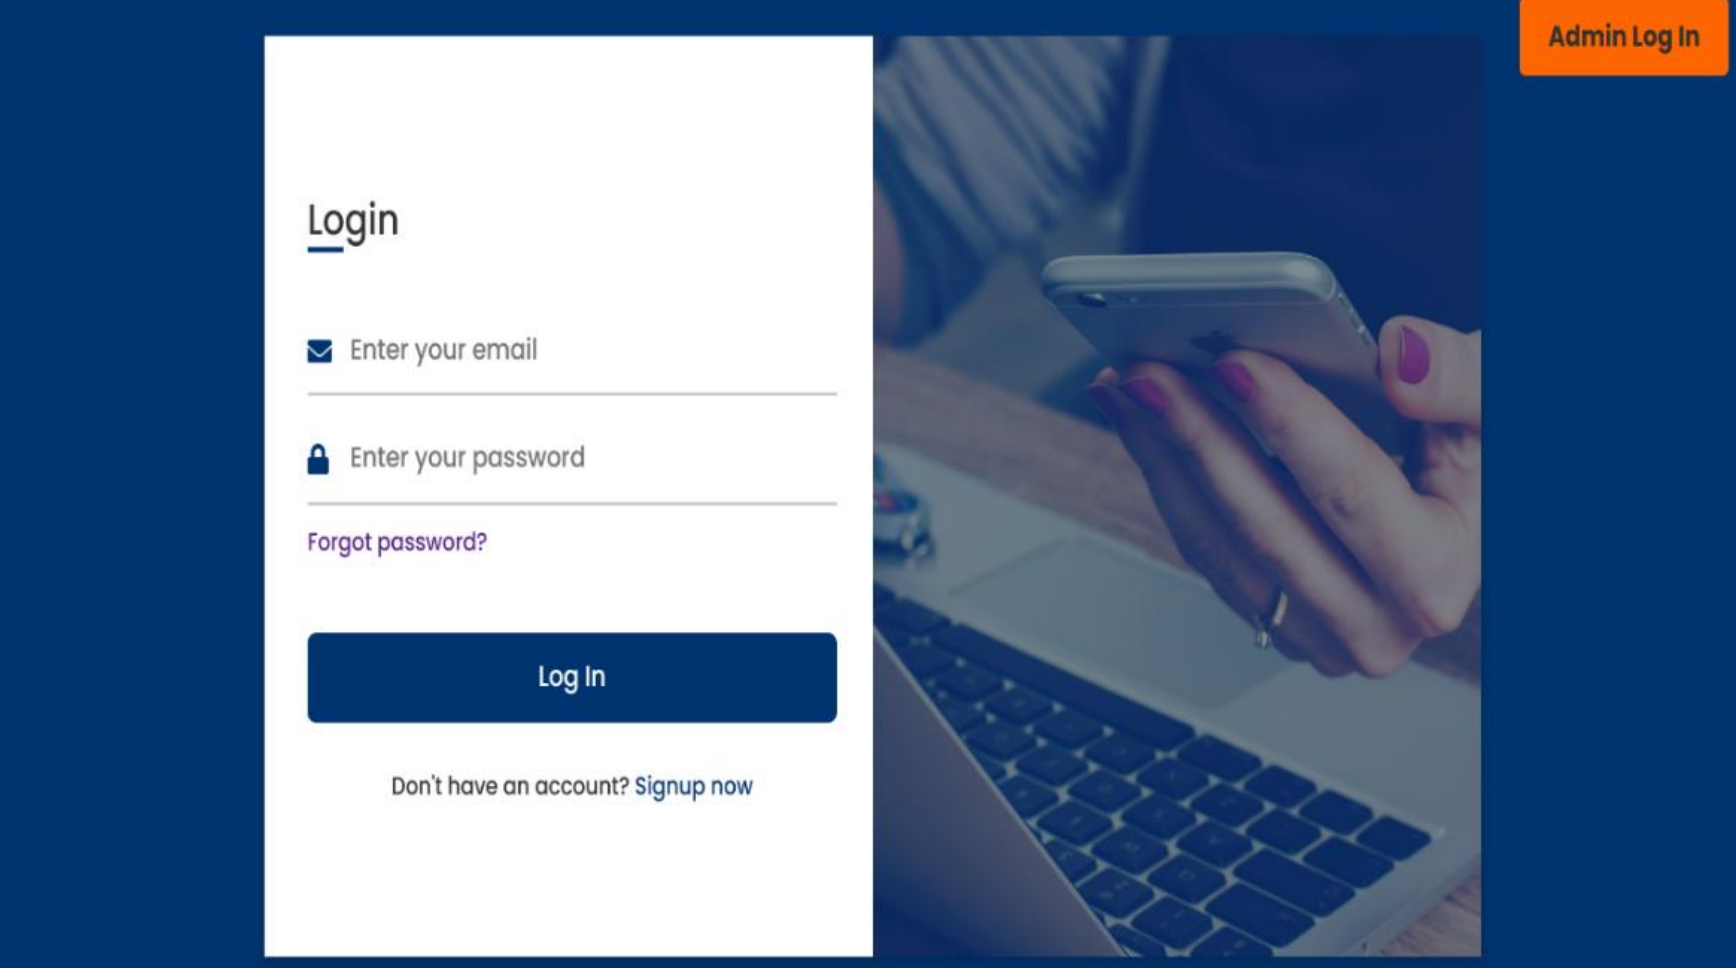 Admin Log In
Login
Enter your email
Enter your password
Forgot password?
Log In
Don't have an account? Signup now